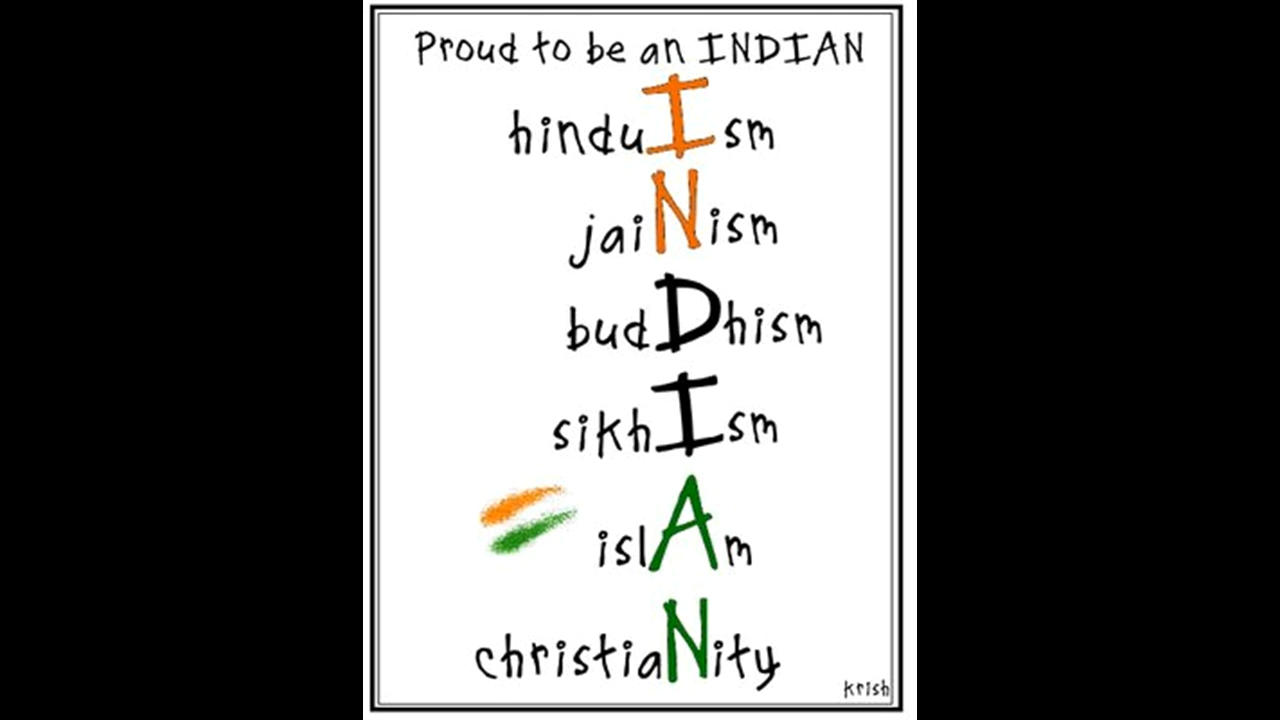 Proud to be an INDIAN
hinduIsm
jaiNism
budDhism
sikhIsm
islAm
christiaNity
krish